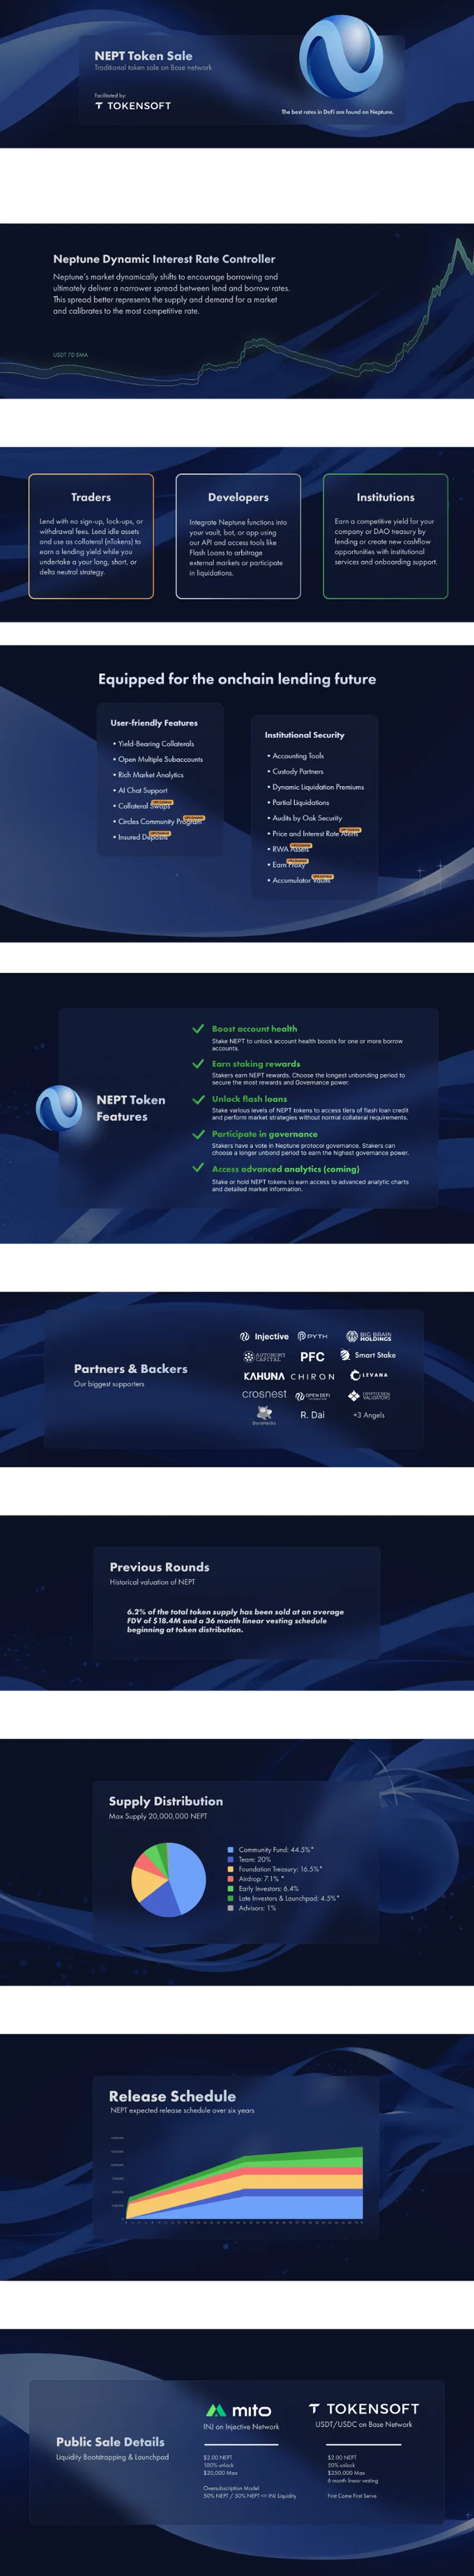 NEPT Token Sale
Traditional token sale on Base network
Facilitated by:
TOKENSOFT
The best rates in DeFi are found on Neptune.
Neptune Dynamic Interest Rate Controller
Neptune's market dynamically shifts to encourage borrowing and
ultimately deliver a narrower spread between lend and borrow rates.
This spread better represents the supply and demand for a market
and calibrates to the most competitive rate.
USDT 7D EMA
Traders
Lend with no sign-up, lock-ups, or
withdrawal fees. Lend idle assets
and use as collateral (nTokens) to
earn a lending yield while you
undertake a your long, short, or
delta neutral strategy.
Developers
Integrate Neptune functions into
your vault, bot, or app using
our API and access tools like
Flash Loans to arbitrage
external markets or participate
in liquidations.
Institutions
Earn a competitive yield for your
company or DAO treasury by
lending or create new cashflow
opportunities with institutional
services and onboarding support.
Equipped for the onchain lending future
User-friendly Features
• Yield-Bearing Collaterals
• Open Multiple Subaccounts
• Rich Market Analytics
• AI Chat Support
• Collateral Swaps UPCOMING
• Circles Community Program UPCOMING
• Insured Deposits UPCOMING
Institutional Security
• Accounting Tools
• Custody Partners
• Dynamic Liquidation Premiums
• Partial Liquidations
• Audits by Oak Security
• Price and Interest Rate Alerts UPCOMING
• RWA Assets UPCOMING
• Earn Proxy UPCOMING
• Accumulator Vaults UPCOMING
NEPT Token
Features
Boost account health
Stake NEPT to unlock account health boosts for one or more borrow
accounts.
Earn staking rewards
Stakers earn NEPT rewards. Choose the longest unbonding period to
secure the most rewards and Governance power.
Unlock flash loans
Stake various levels of NEPT tokens to access tiers of flash loan credit
and perform market strategies without normal collateral requirements.
Participate in governance
Stakers have a vote in Neptune protocol governance. Stakers can
choose a longer unbond period to earn the highest governance power.
Access advanced analytics (coming)
Stake or hold NEPT tokens to earn access to advanced analytic charts
and detailed market information.
Partners & Backers
Our biggest supporters
Injective PYTH BIG BRAIN HOLDINGS
AUTONOMY CAPITAL PFC Smart Stake
KAHUNA CHIRON LEVANA
crosnest OPEN DEFI CRYPTOCREW VALIDATORS
DoraHacks R. Dai +3 Angels
Previous Rounds
Historical valuation of NEPT
6.2% of the total token supply has been sold at an average
FDV of $18.4M and a 36 month linear vesting schedule
beginning at token distribution.
Supply Distribution
Max Supply 20,000,000 NEPT
Community Fund: 44.5%*
Team: 20%
Foundation Treasury: 16.5%*
Airdrop: 7.1% *
Early Investors: 6.4%
Late Investors & Launchpad: 4.5%*
Advisors: 1%
Release Schedule
NEPT expected release schedule over six years
Public Sale Details
Liquidity Bootstrapping & Launchpad
mito
INJ on Injective Network
$2.00 NEPT
100% unlock
$20,000 Max
Oversubscription Model
50% NEPT / 50% NEPT <> INJ Liquidity
TOKENSOFT
USDT/USDC on Base Network
$2.00 NEPT
50% unlock
$250,000 Max
6 month linear vesting
First Come First Serve